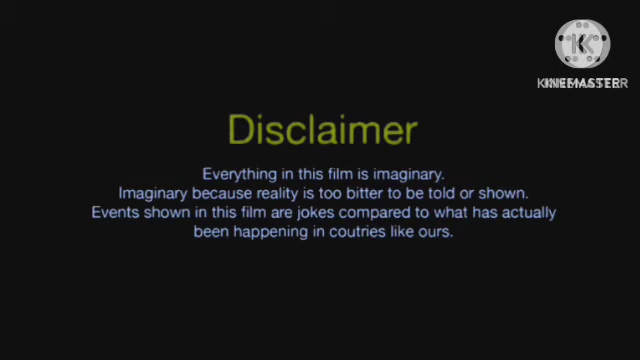 KINEMASTER
Disclaimer
Everything in this film is imaginary.
Imaginary because reality is too bitter to be told or shown.
Events shown in this film are jokes compared to what has actually
been happening in coutries like ours.